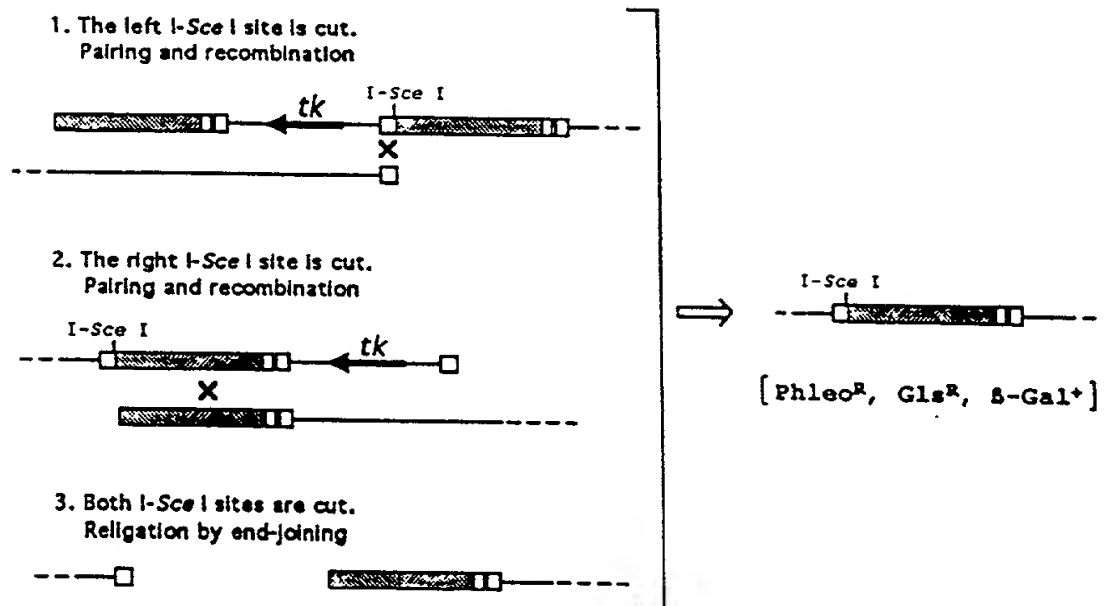 1. The left I-Sce I site is cut.
Pairing and recombination
tk
I-Sce I
2. The right I-Sce I site is cut.
Pairing and recombination
I-Sce I
tk
3. Both I-Sce I sites are cut.
Religation by end-joining
I-Sce I
[Phleoᴿ, Glsᴿ, ß-Gal⁺]